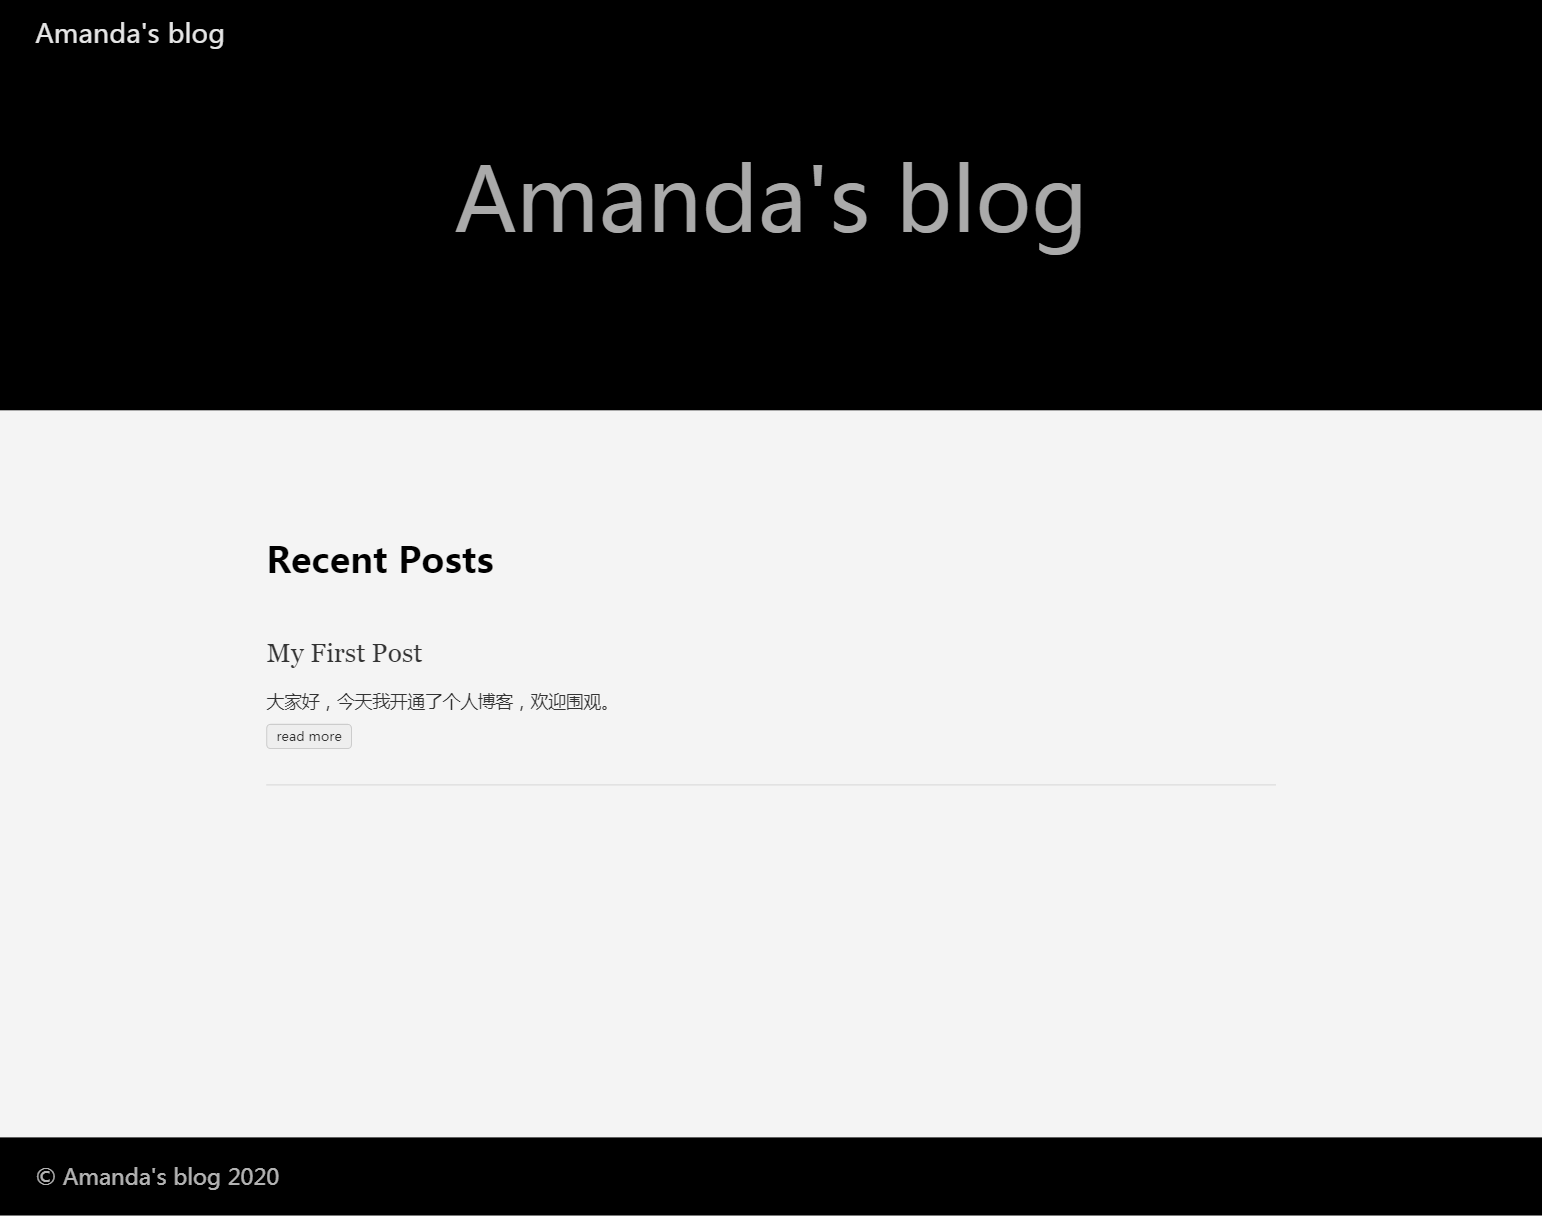 Amanda's blog
Amanda's blog
Recent Posts
My First Post
大家好，今天我开通了个人博客，欢迎围观。
read more
© Amanda's blog 2020